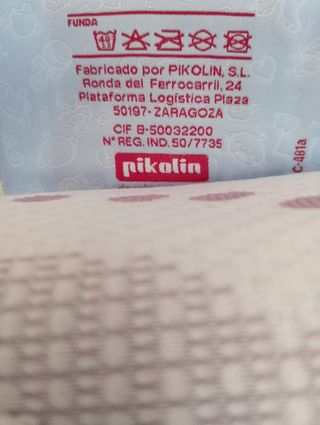 FUNDA
40
Fabricado por PIKOLIN, S.L.
Ronda del Ferrocarril, 24
Plataforma Logística Plaza
50197-ZARAGOZA
CIF B-50032200
Nº REG. IND. 50/7735
pikolin
C-481a